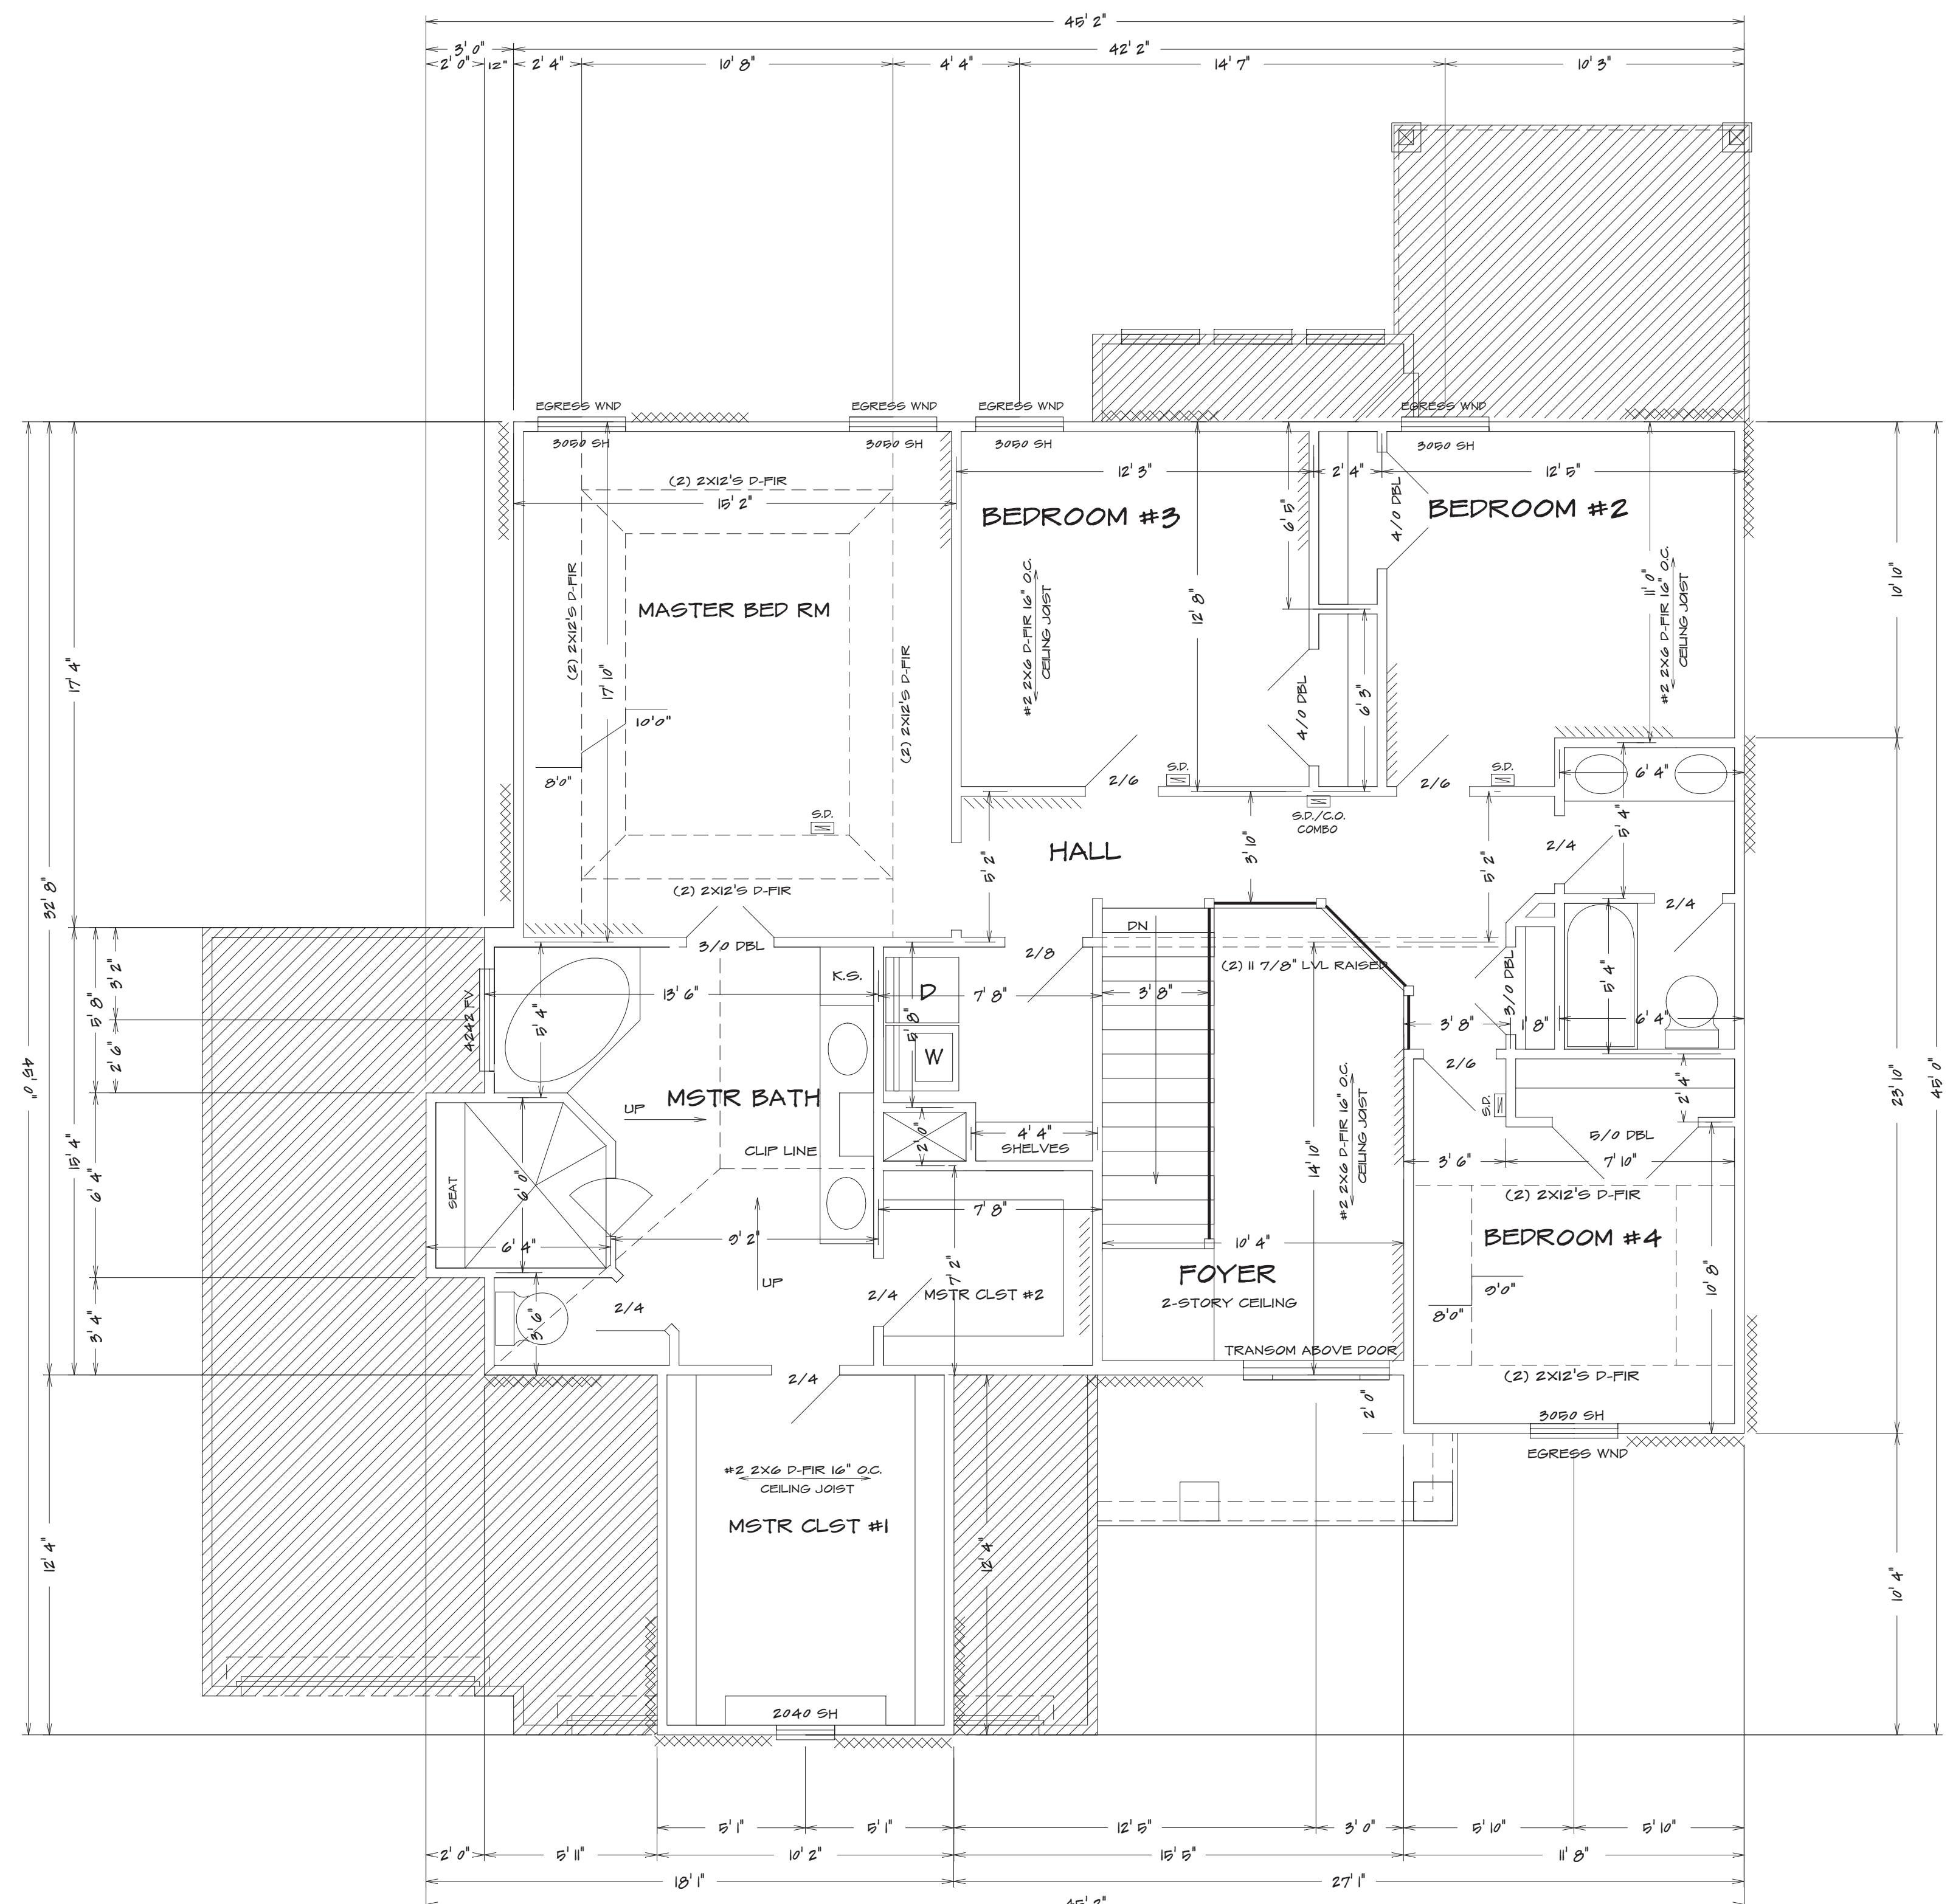 45' 2"
3' 0"
42' 2"
2' 0"
12"
2' 4"
10' 8"
4' 4"
14' 7"
10' 3"
EGRESS WND
EGRESS WND
EGRESS WND
EGRESS WND
3050 SH
3050 SH
3050 SH
3050 SH
(2) 2X12'S D-FIR
15' 2"
12' 3"
2' 4"
12' 5"
BEDROOM #3
BEDROOM #2
6' 5"
4/0 DBL
(2) 2X12'S D-FIR
MASTER BED RM
#2 2X6 D-FIR 16" O.C.
CEILING JOIST
12' 8"
11' 0"
#2 2X6 D-FIR 16" O.C.
CEILING JOIST
10' 10"
17' 4"
17' 10"
(2) 2X12'S D-FIR
10'0"
8'0"
4/0 DBL
6' 3"
S.D.
2/6
S.D.
2/6
S.D.
6' 4"
S.D./C.O.
COMBO
HALL
5' 2"
3' 10"
5' 2"
2/4
5' 4"
32' 8"
(2) 2X12'S D-FIR
2/4
3/0 DBL
K.S.
2/8
DN
(2) 11 7/8" LVL RAISED
3' 2"
5' 8"
2' 6"
4242 FV
13' 6"
5' 4"
D
5' 8"
W
7' 8"
3' 8"
3' 8"
3/0 DBL
1' 8"
5' 4"
6' 4"
2/6
2' 4"
S.D.
45' 0"
23' 10"
45' 0"
MSTR BATH
UP
CLIP LINE
2' 0"
4' 4"
SHELVES
14' 10"
#2 2X6 D-FIR 16" O.C.
CEILING JOIST
5/0 DBL
3' 6"
7' 10"
15' 4"
6' 4"
SEAT
6' 0"
6' 4"
9' 2"
7' 8"
10' 4"
(2) 2X12'S D-FIR
BEDROOM #4
9'0"
8'0"
10' 8"
UP
2/4
2/4
7' 2"
MSTR CLST #2
FOYER
2-STORY CEILING
TRANSOM ABOVE DOOR
3' 4"
3' 6"
2/4
2' 0"
(2) 2X12'S D-FIR
3050 SH
EGRESS WND
#2 2X6 D-FIR 16" O.C.
CEILING JOIST
MSTR CLST #1
12' 4"
12' 4"
10' 4"
2040 SH
5' 1"
5' 1"
12' 5"
3' 0"
5' 10"
5' 10"
2' 0"
5' 11"
10' 2"
15' 5"
11' 8"
18' 1"
27' 1"
45' 2"